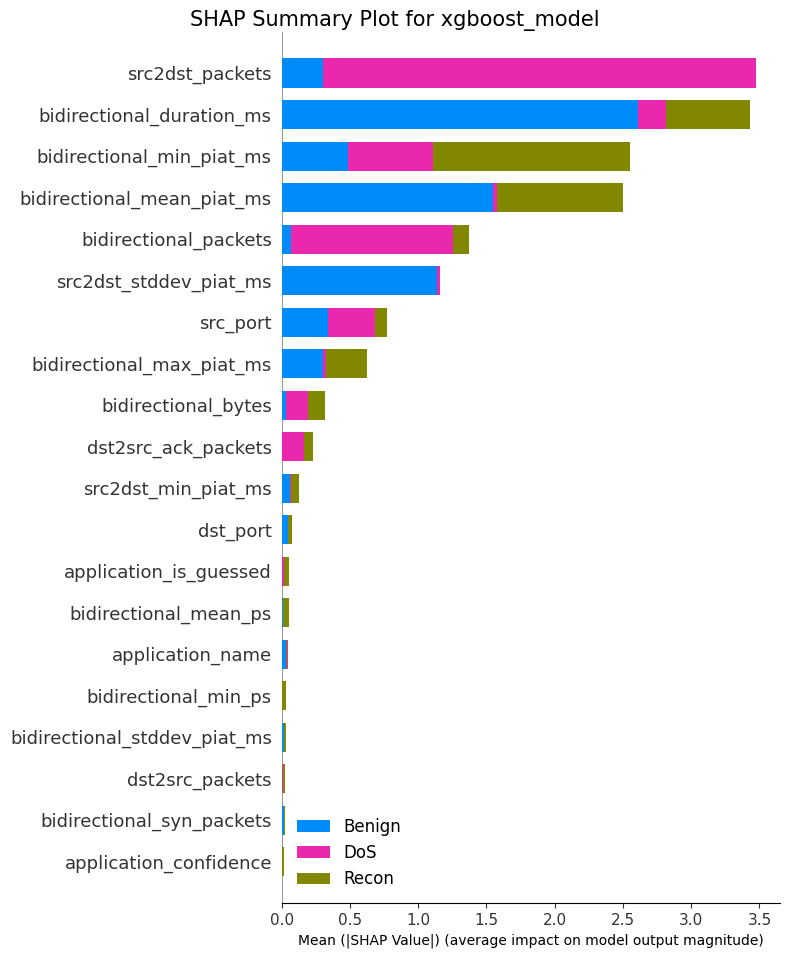 SHAP Summary Plot for xgboost_model
src2dst_packets
bidirectional_duration_ms
bidirectional_min_piat_ms
bidirectional_mean_piat_ms
bidirectional_packets
src2dst_stddev_piat_ms
src_port
bidirectional_max_piat_ms
bidirectional_bytes
dst2src_ack_packets
src2dst_min_piat_ms
dst_port
application_is_guessed
bidirectional_mean_ps
application_name
bidirectional_min_ps
bidirectional_stddev_piat_ms
dst2src_packets
bidirectional_syn_packets
application_confidence
Benign
DoS
Recon
0.0 0.5 1.0 1.5 2.0 2.5 3.0 3.5
Mean (|SHAP Value|) (average impact on model output magnitude)